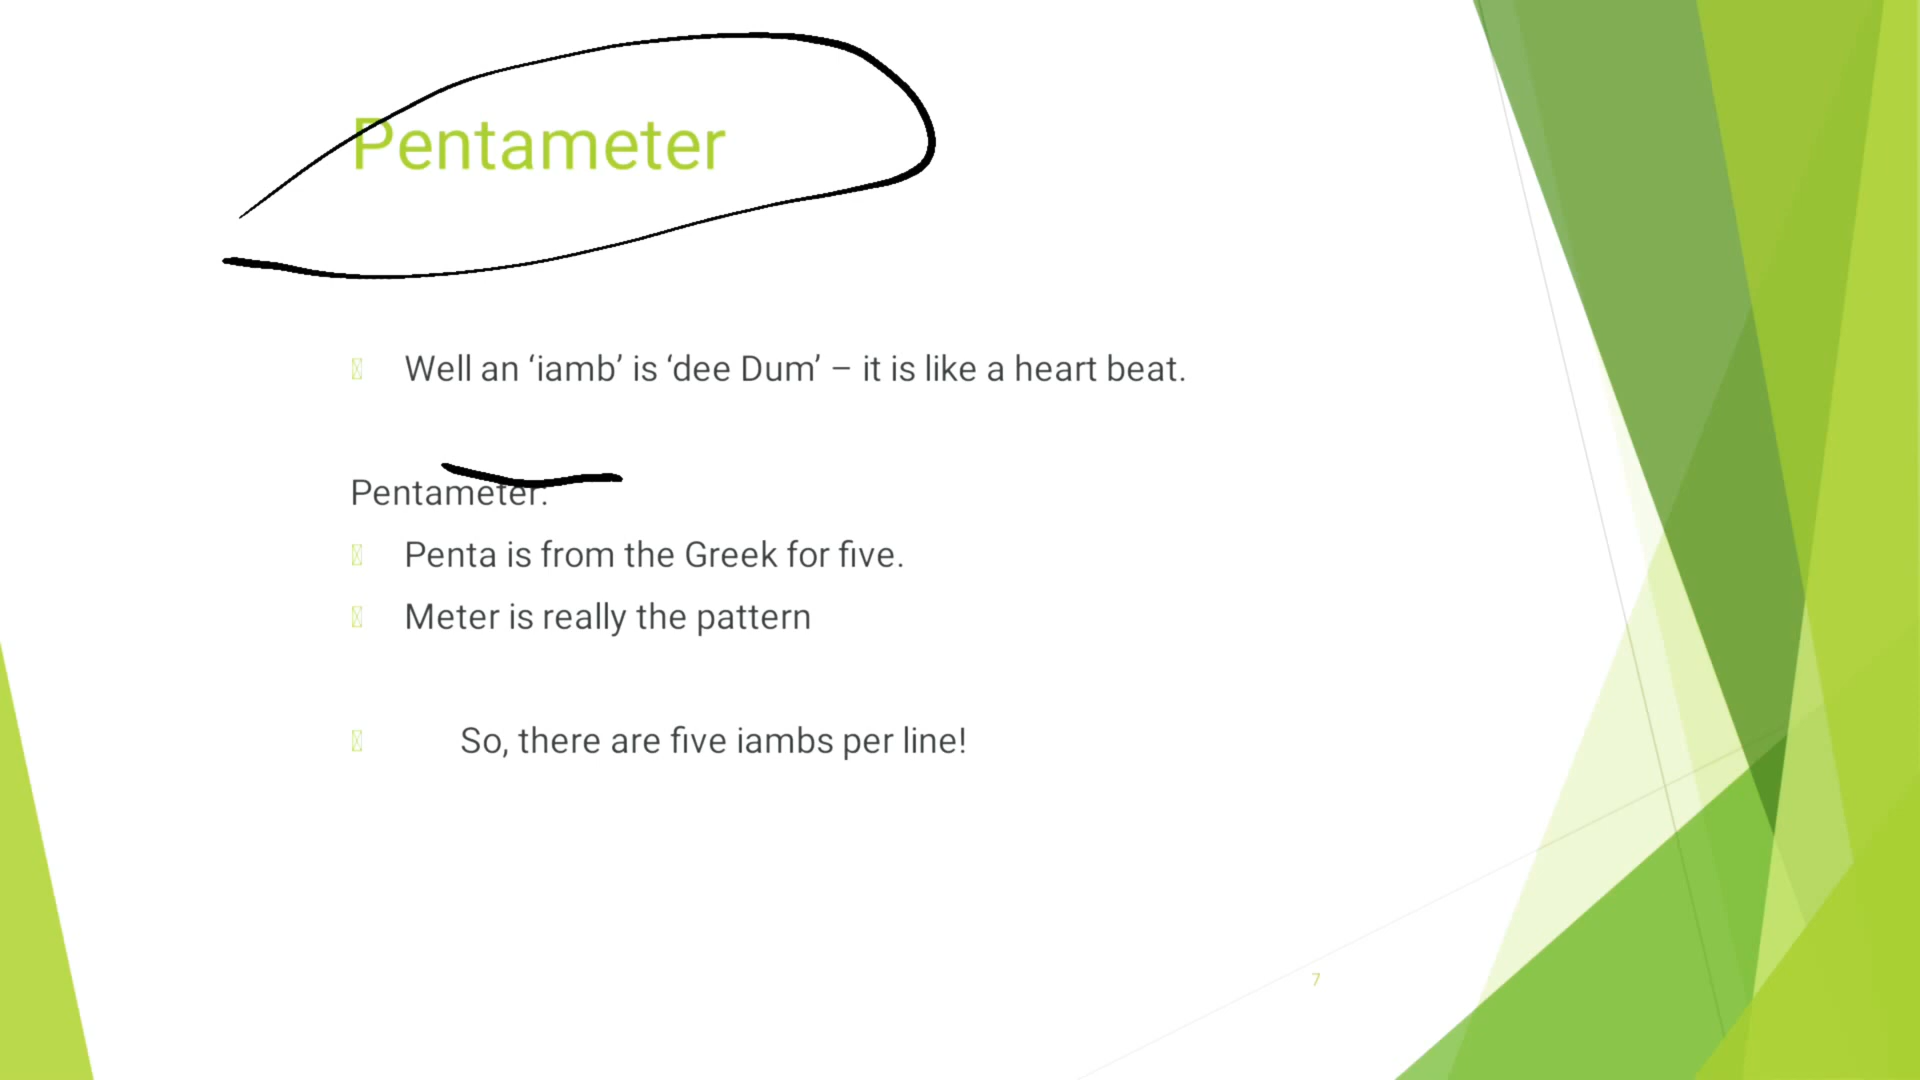 Pentameter
Well an ‘iamb’ is ‘dee Dum’ – it is like a heart beat.
Pentameter:
Penta is from the Greek for five.
Meter is really the pattern
So, there are five iambs per line!
7